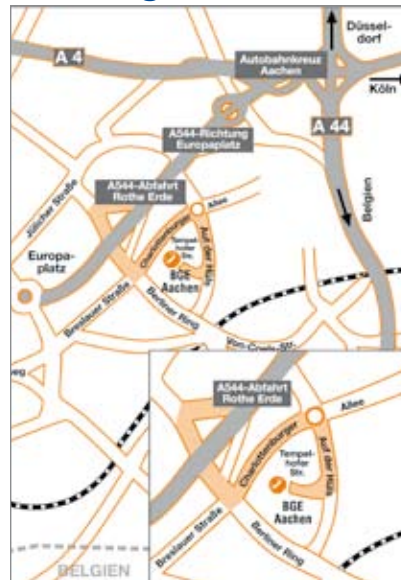 Düssel-
dorf
A 4
Autobahnkreuz
Aachen
Köln
A544-Richtung
Europaplatz
A 44
A544-Abfahrt
Rothe Erde
Jülicher Straße
Belgien
Allee
Charlottenburger
Auf der Hüls
Europa-
platz
Tempel-
hofer
Str.
BGE
Aachen
Breslauer Straße
Berliner Ring
A544-Abfahrt
Rothe Erde
Allee
Charlottenburger
Auf der Hüls
Tempel-
hofer
Str.
BGE
Aachen
Breslauer Straße
Berliner Ring
BELGIEN